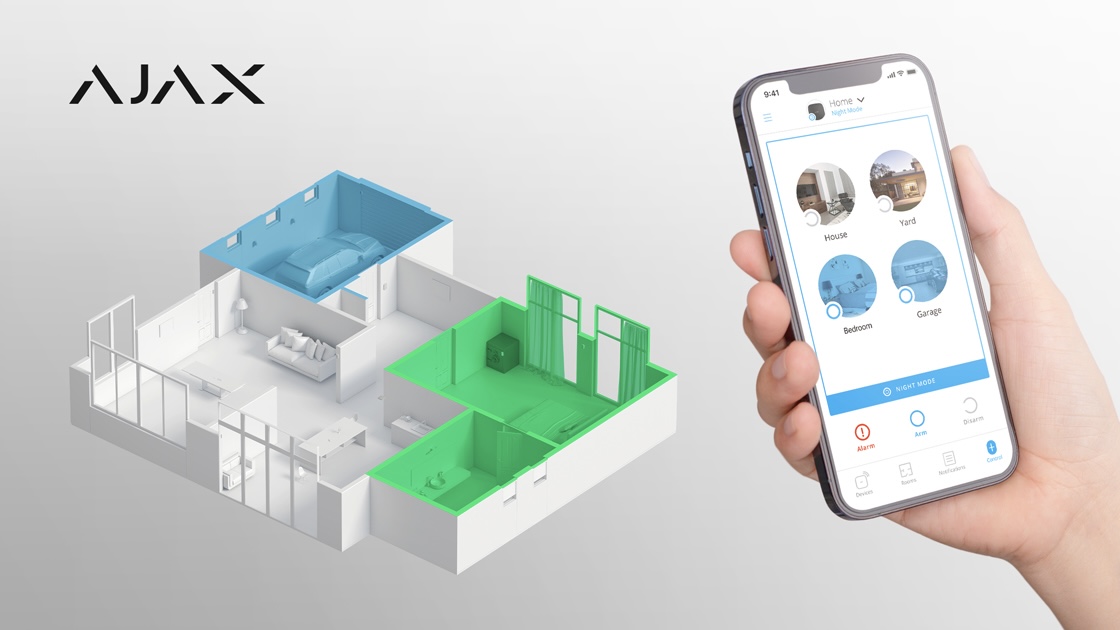 AJAX
9:41
Home
Night Mode
House
Yard
Bedroom
Garage
NIGHT MODE
Alarm
Arm
Disarm
Devices
Rooms
Notifications
Control